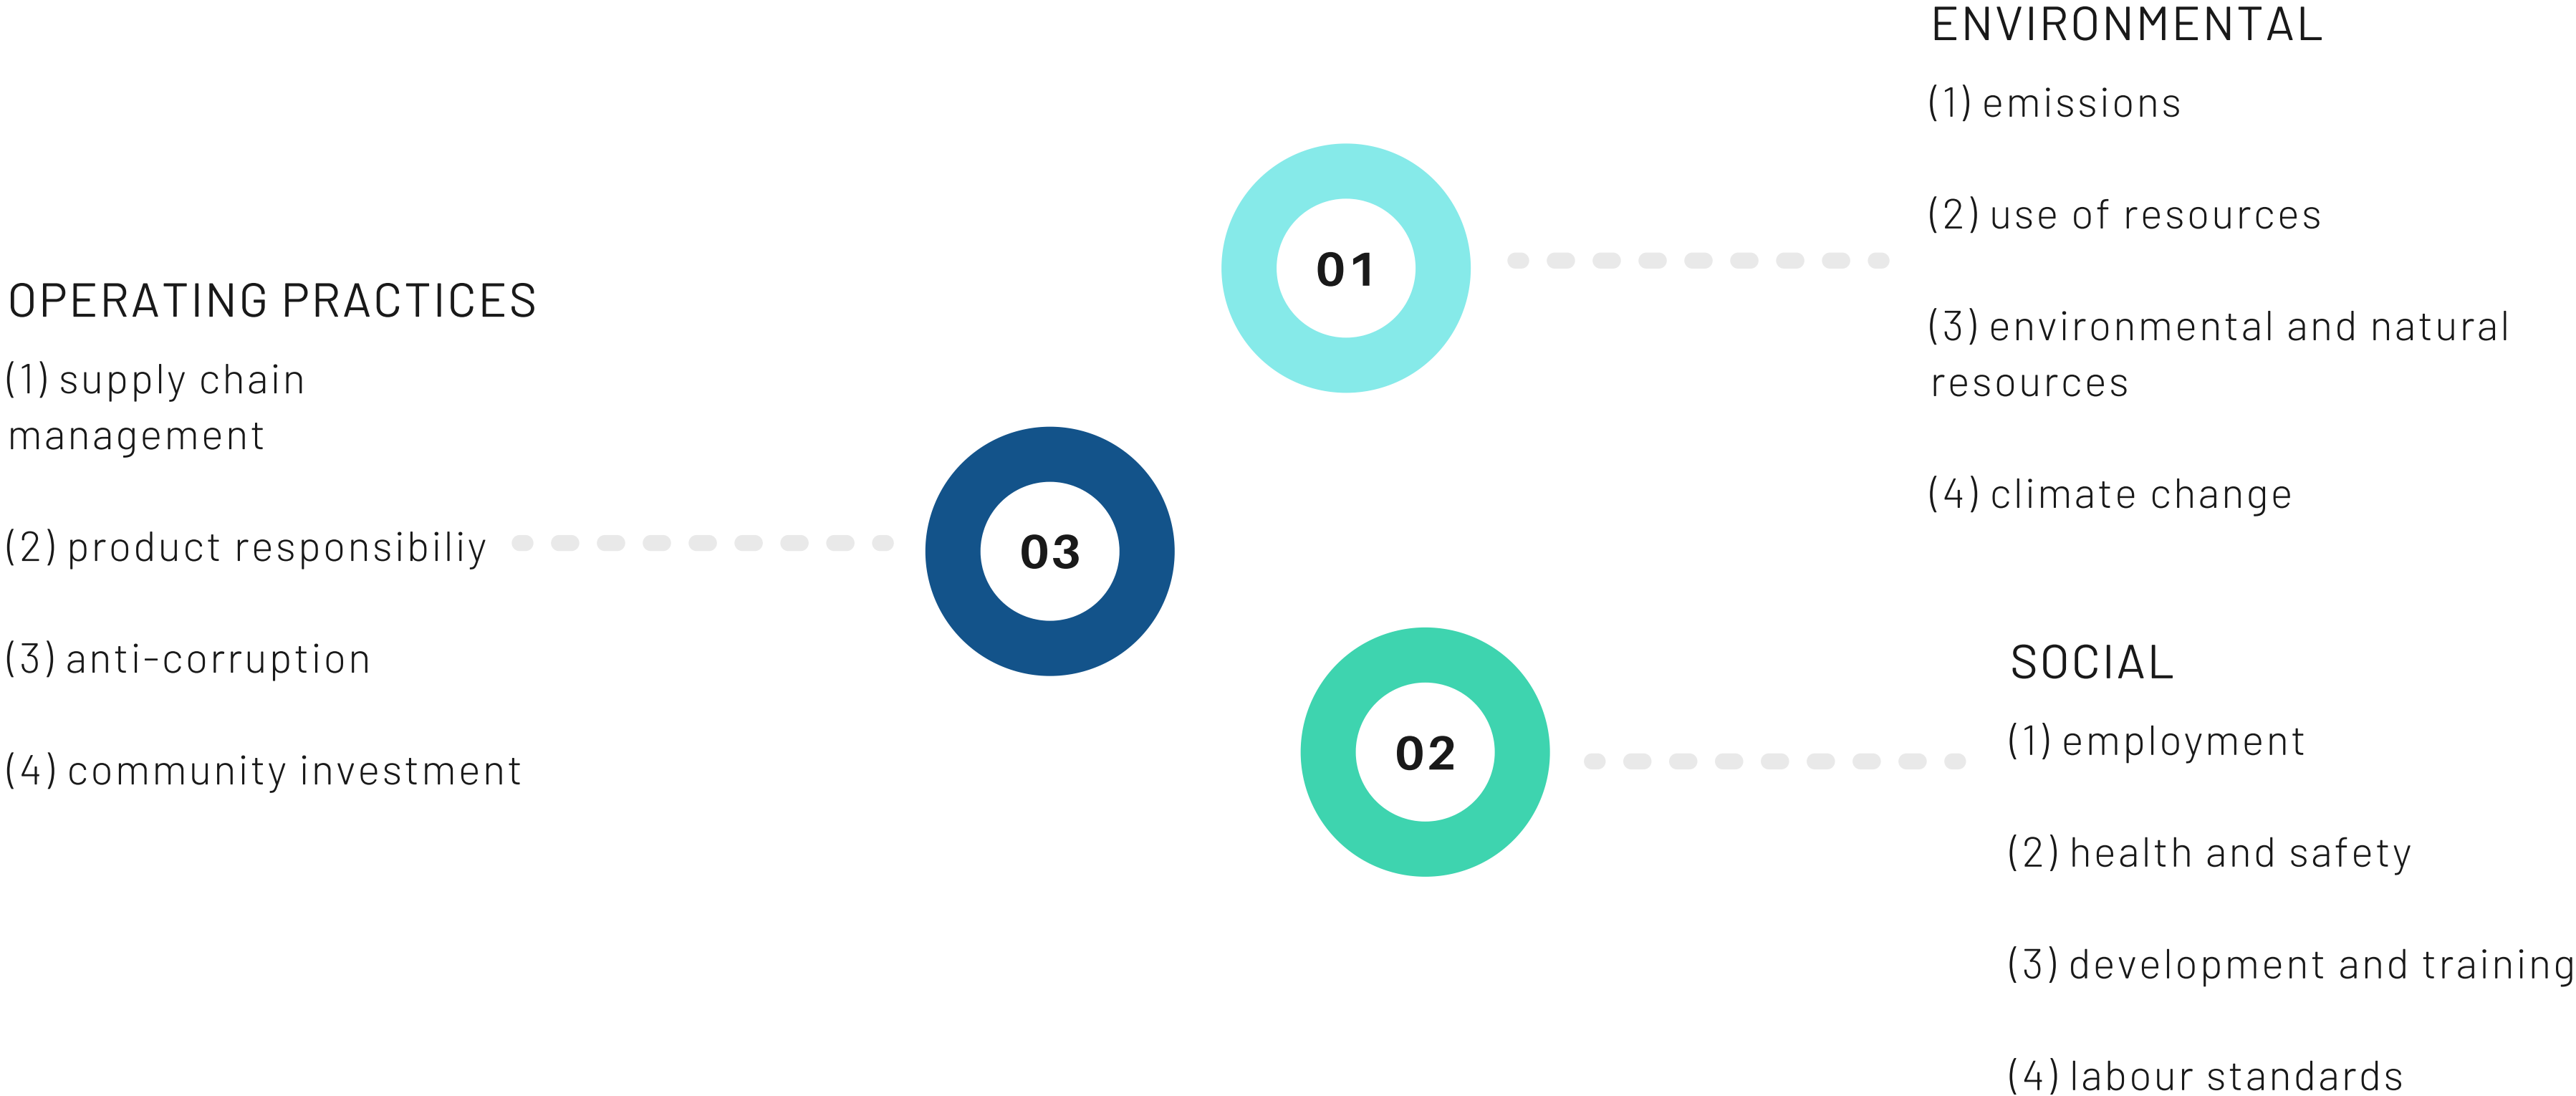 ENVIRONMENTAL
(1) emissions
(2) use of resources
(3) environmental and natural
resources
(4) climate change
01
OPERATING PRACTICES
(1) supply chain
management
(2) product responsibiliy
(3) anti-corruption
(4) community investment
03
02
SOCIAL
(1) employment
(2) health and safety
(3) development and training
(4) labour standards